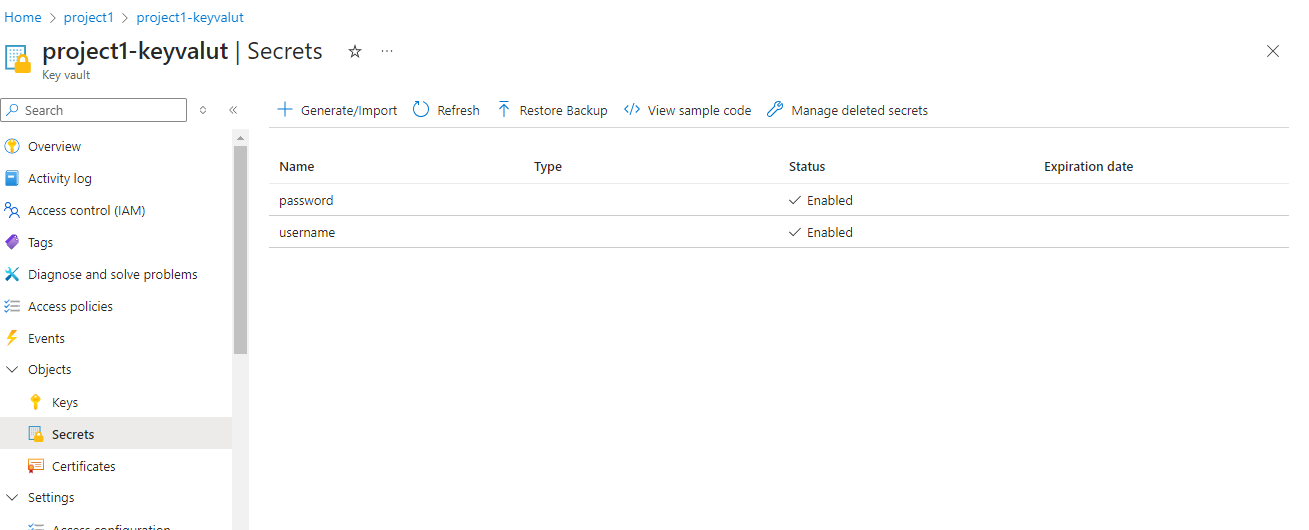 Home > project1 > project1-keyvalut
project1-keyvalut | Secrets ☆ ...
Key vault
Search
Generate/Import Refresh Restore Backup View sample code Manage deleted secrets
Overview
Activity log
Access control (IAM)
Tags
Diagnose and solve problems
Access policies
Events
Objects
Keys
Secrets
Certificates
Settings
Access configuration
Name Type Status Expiration date
password Enabled
username Enabled